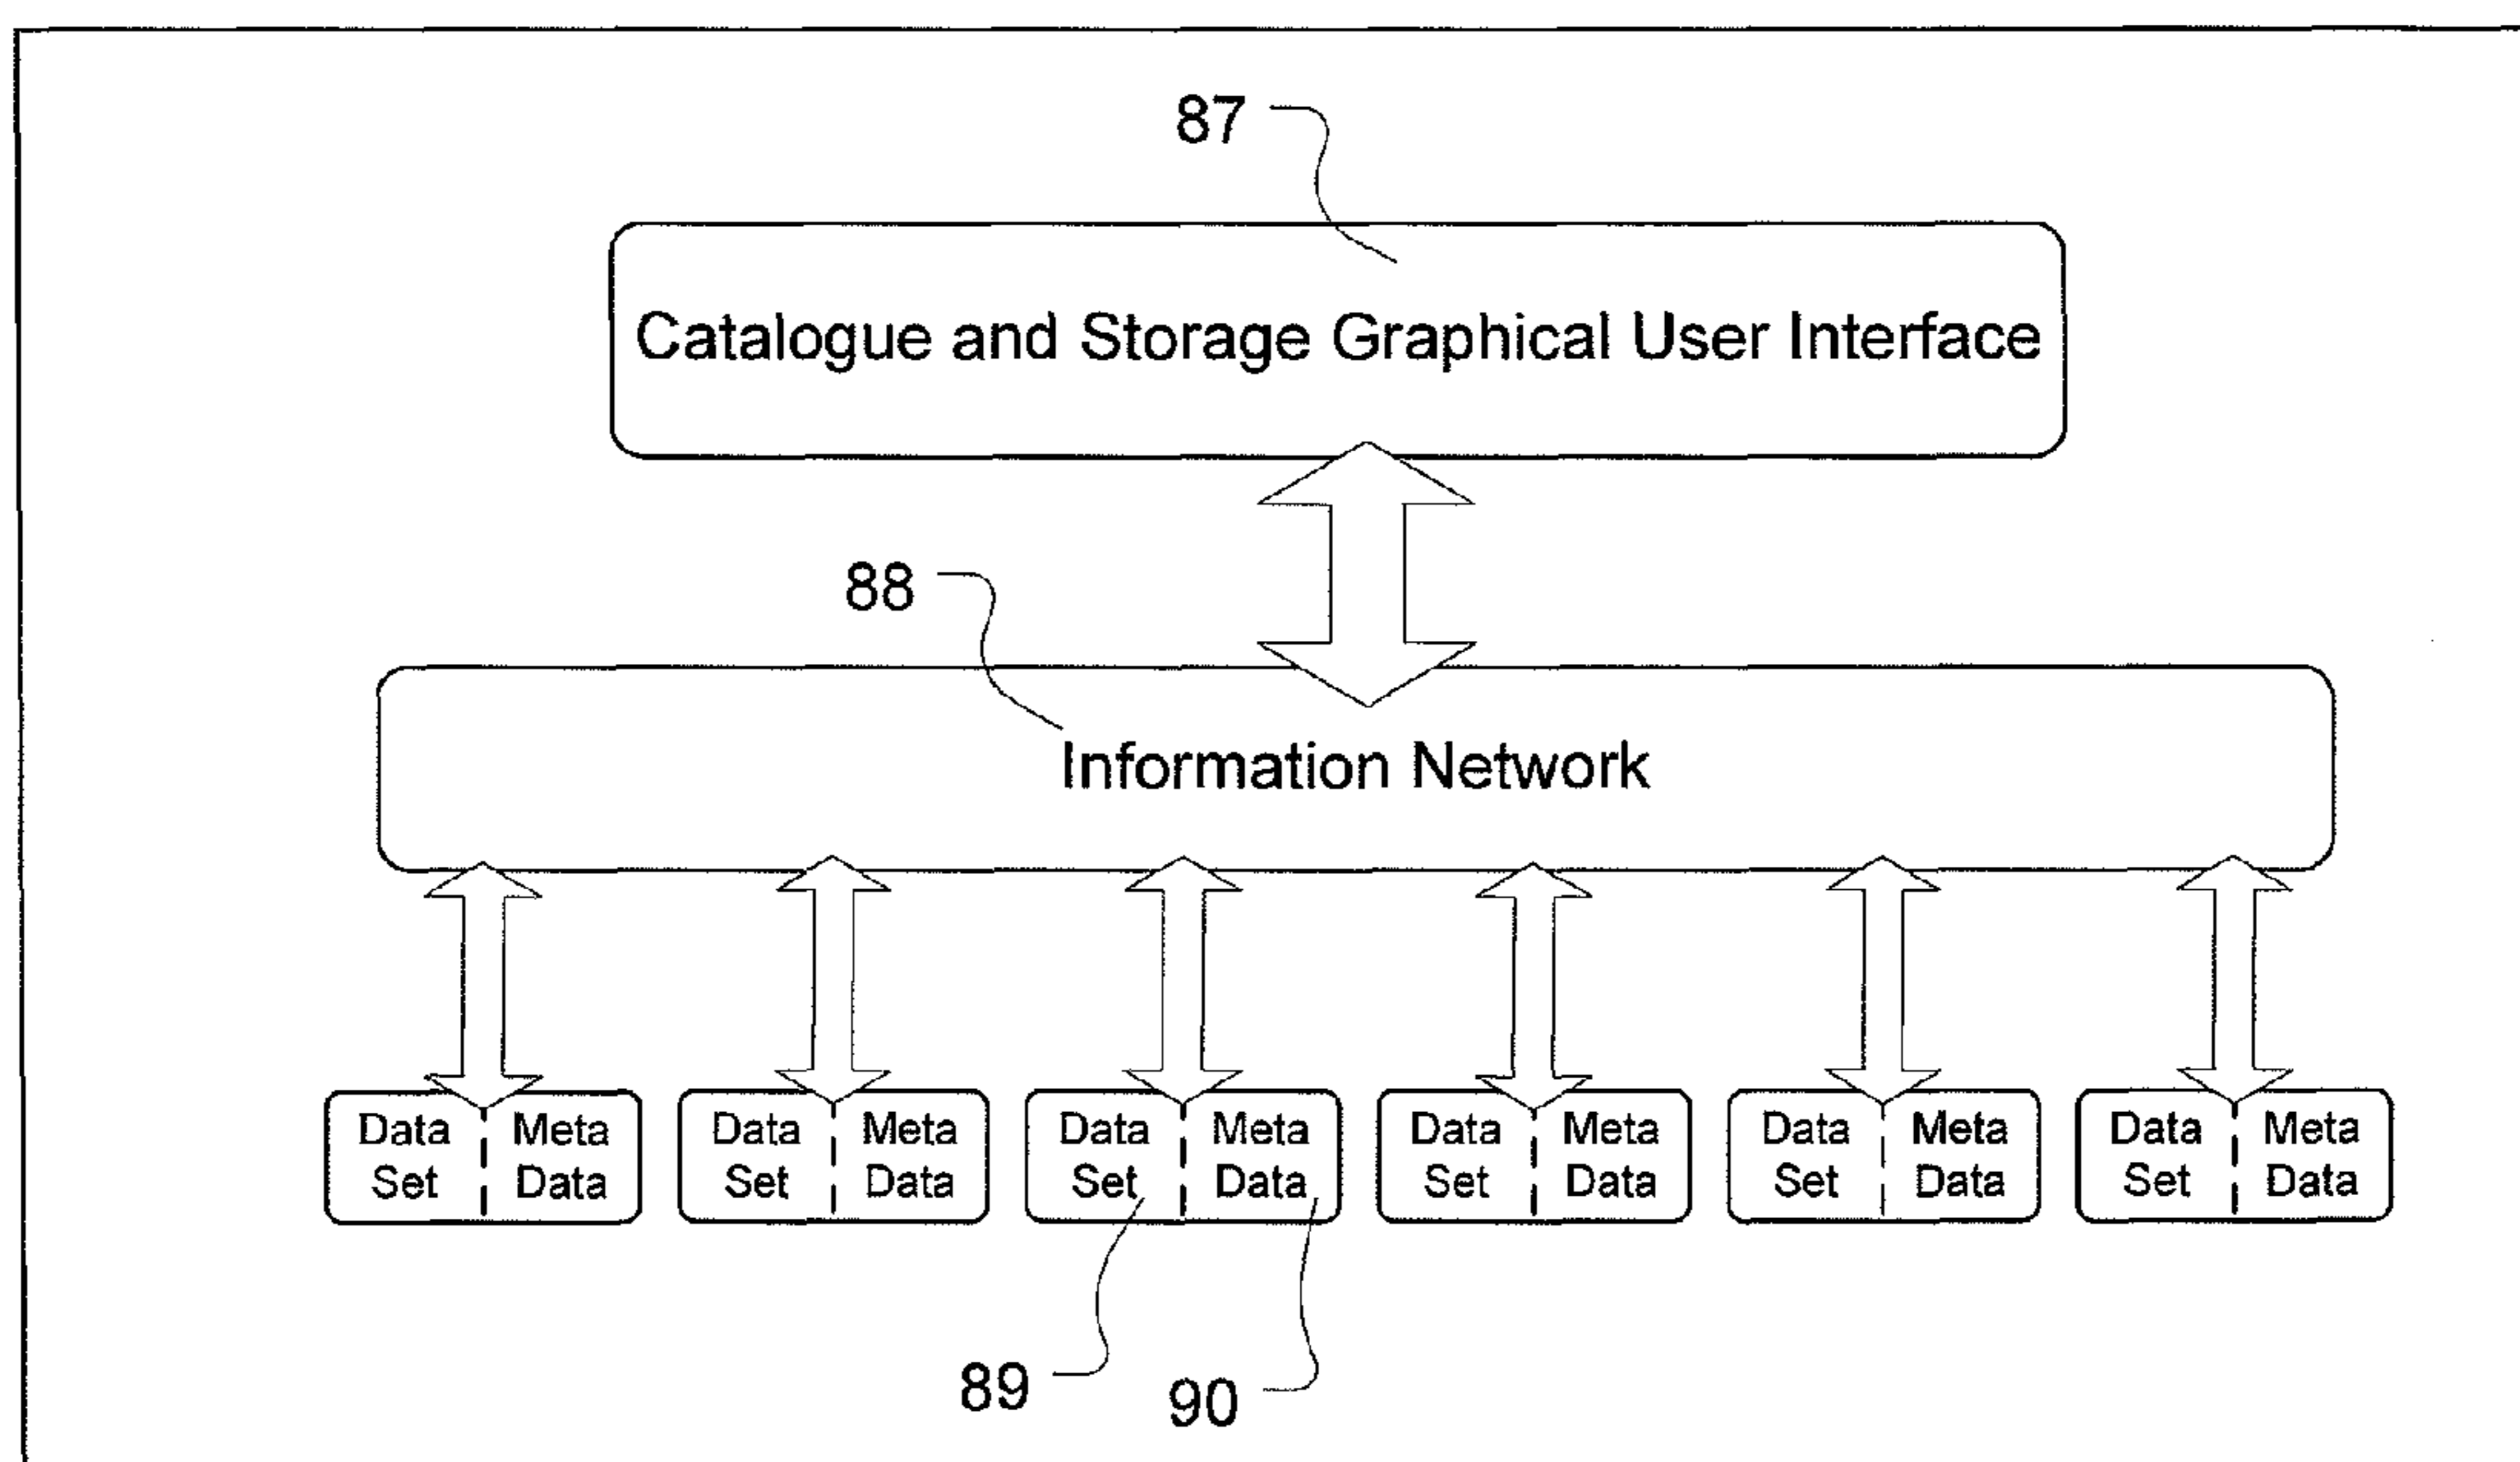 87
Catalogue and Storage Graphical User Interface
88
Information Network
Data Meta Data Meta Data Meta Data Meta Data Meta Data Meta
Set Data Set Data Set Data Set Data Set Data Set Data
89 90